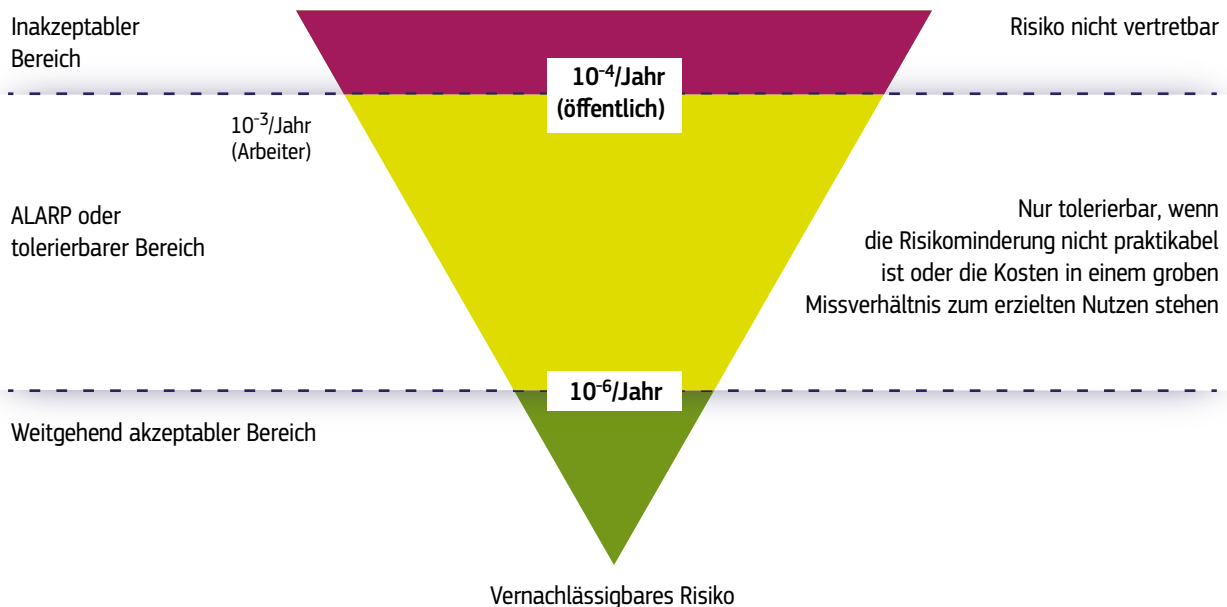 Inakzeptabler
Bereich
Risiko nicht vertretbar
10⁻⁴/Jahr
(öffentlich)
10⁻³/Jahr
(Arbeiter)
ALARP oder
tolerierbarer Bereich
Nur tolerierbar, wenn
die Risikominderung nicht praktikabel
ist oder die Kosten in einem groben
Missverhältnis zum erzielten Nutzen stehen
10⁻⁶/Jahr
Weitgehend akzeptabler Bereich
Vernachlässigbares Risiko